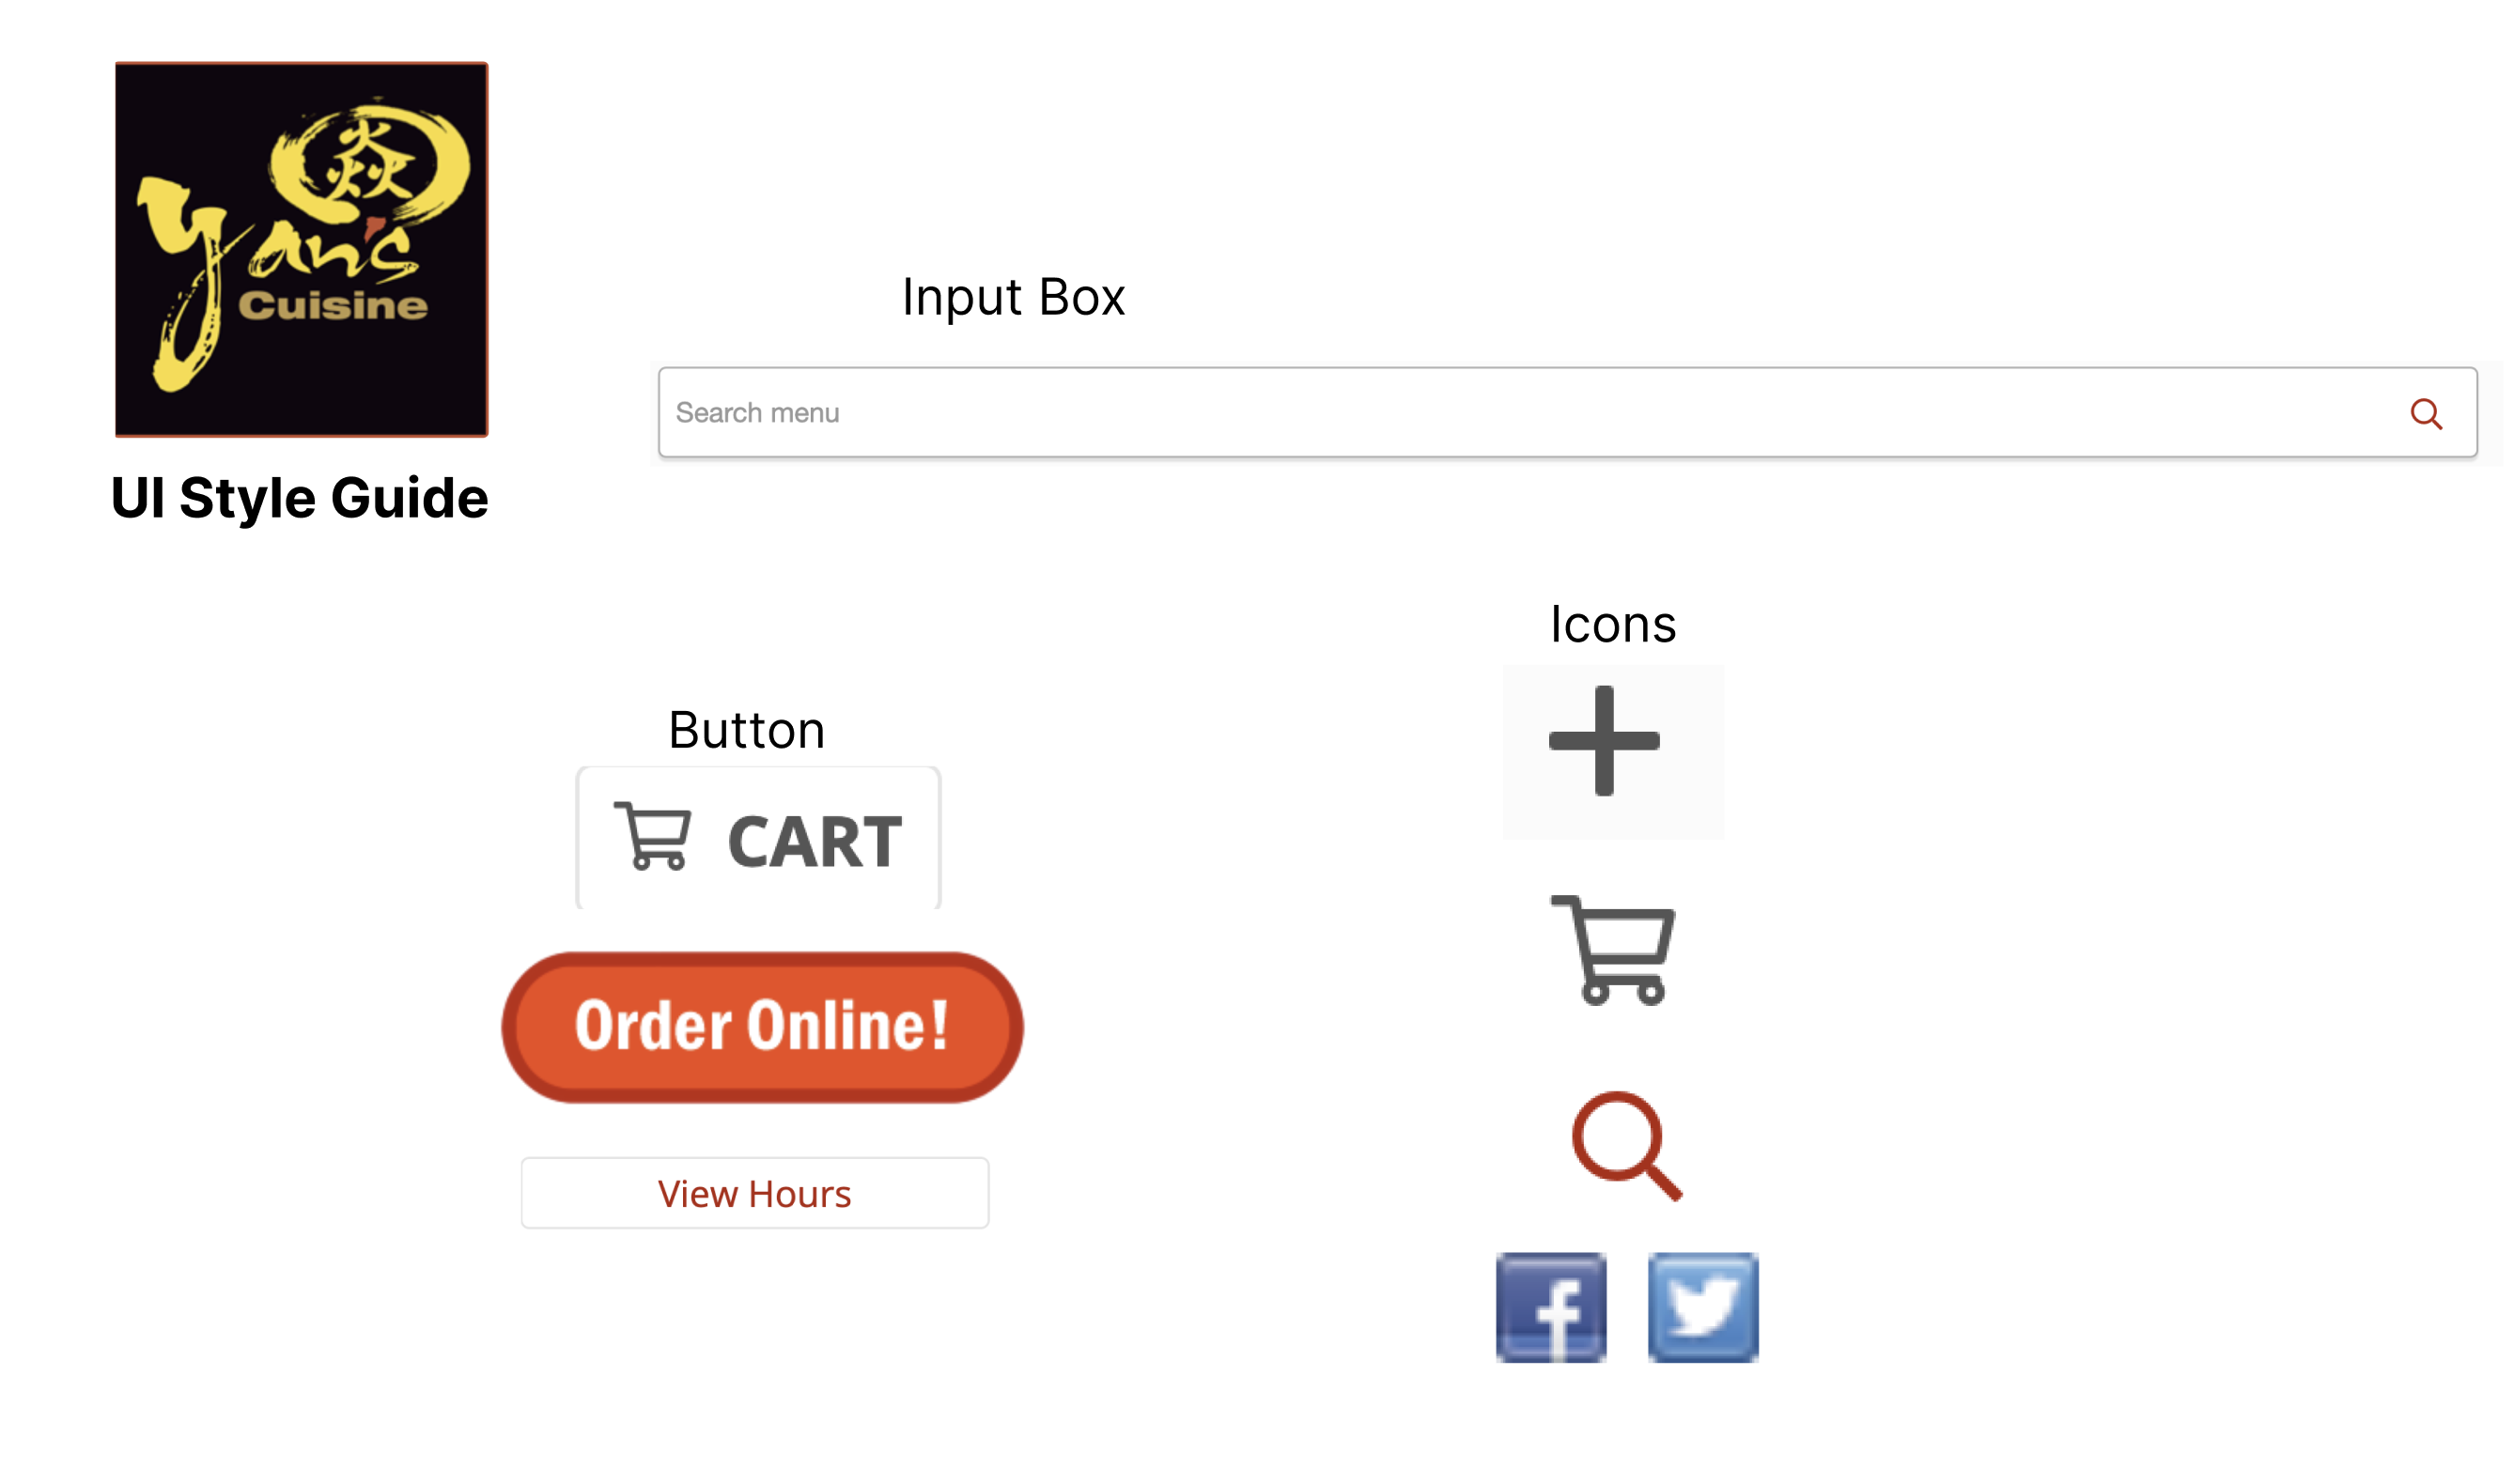 焱
yan's
Cuisine
UI Style Guide
Input Box
Search menu
Button
CART
Order Online!
View Hours
Icons
f